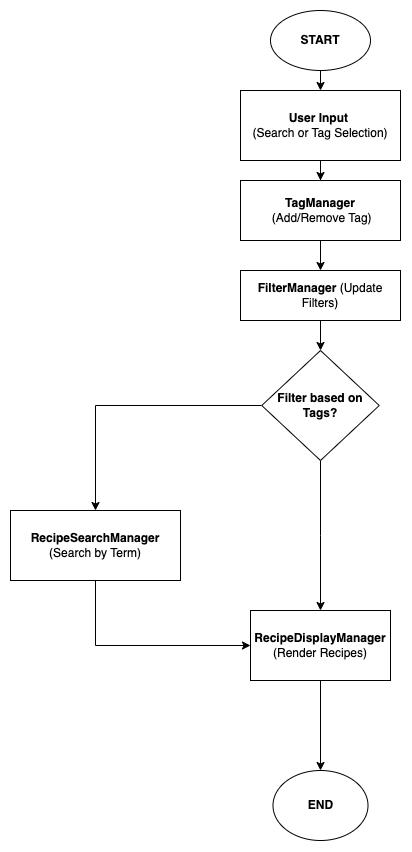 START
User Input
(Search or Tag Selection)
TagManager
(Add/Remove Tag)
FilterManager (Update
Filters)
Filter based on
Tags?
RecipeSearchManager
(Search by Term)
RecipeDisplayManager
(Render Recipes)
END